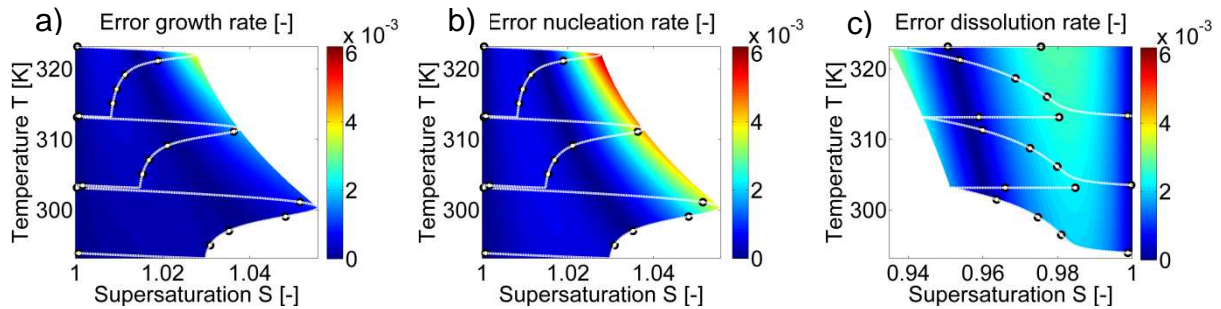 a) Error growth rate [-]
x 10⁻³
6
4
2
0
320
310
300
Temperature T [K]
1 1.02 1.04
Supersaturation S [-]
b) Error nucleation rate [-]
x 10⁻³
6
4
2
0
320
310
300
Temperature T [K]
1 1.02 1.04
Supersaturation S [-]
c) Error dissolution rate [-]
x 10⁻³
6
4
2
0
320
310
300
Temperature T [K]
0.94 0.96 0.98 1
Supersaturation S [-]